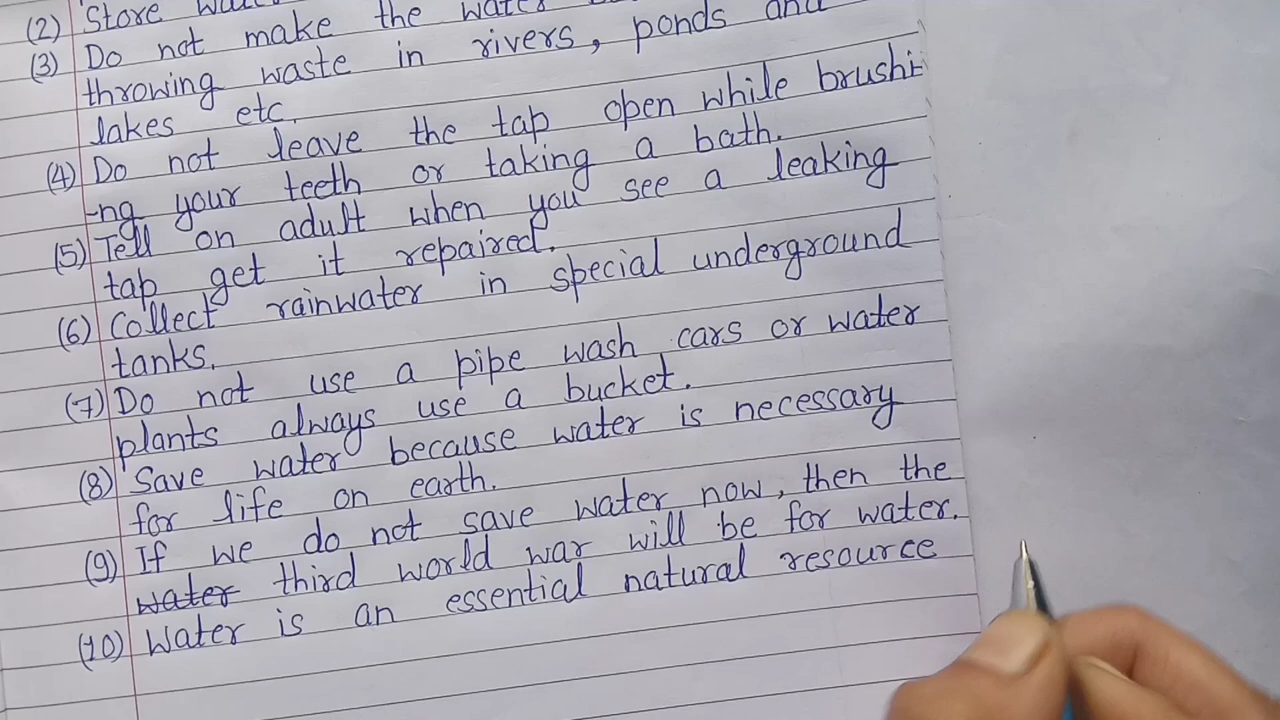 (2) Store
(3) Do not make the water
throwing waste in rivers, ponds and
lakes etc.
(4) Do not leave the tap open while brushi
-ng your teeth or taking a bath.
(5) Tell on adult when you see a leaking
tap get it repaired.
(6) Collect rainwater in special underground
tanks.
(7) Do not use a pipe wash cars or water
plants always use a bucket.
(8) Save water because water is necessary
for life on earth.
(9) If we do not save water now, then the
water third world war will be for water.
(10) Water is an essential natural resource